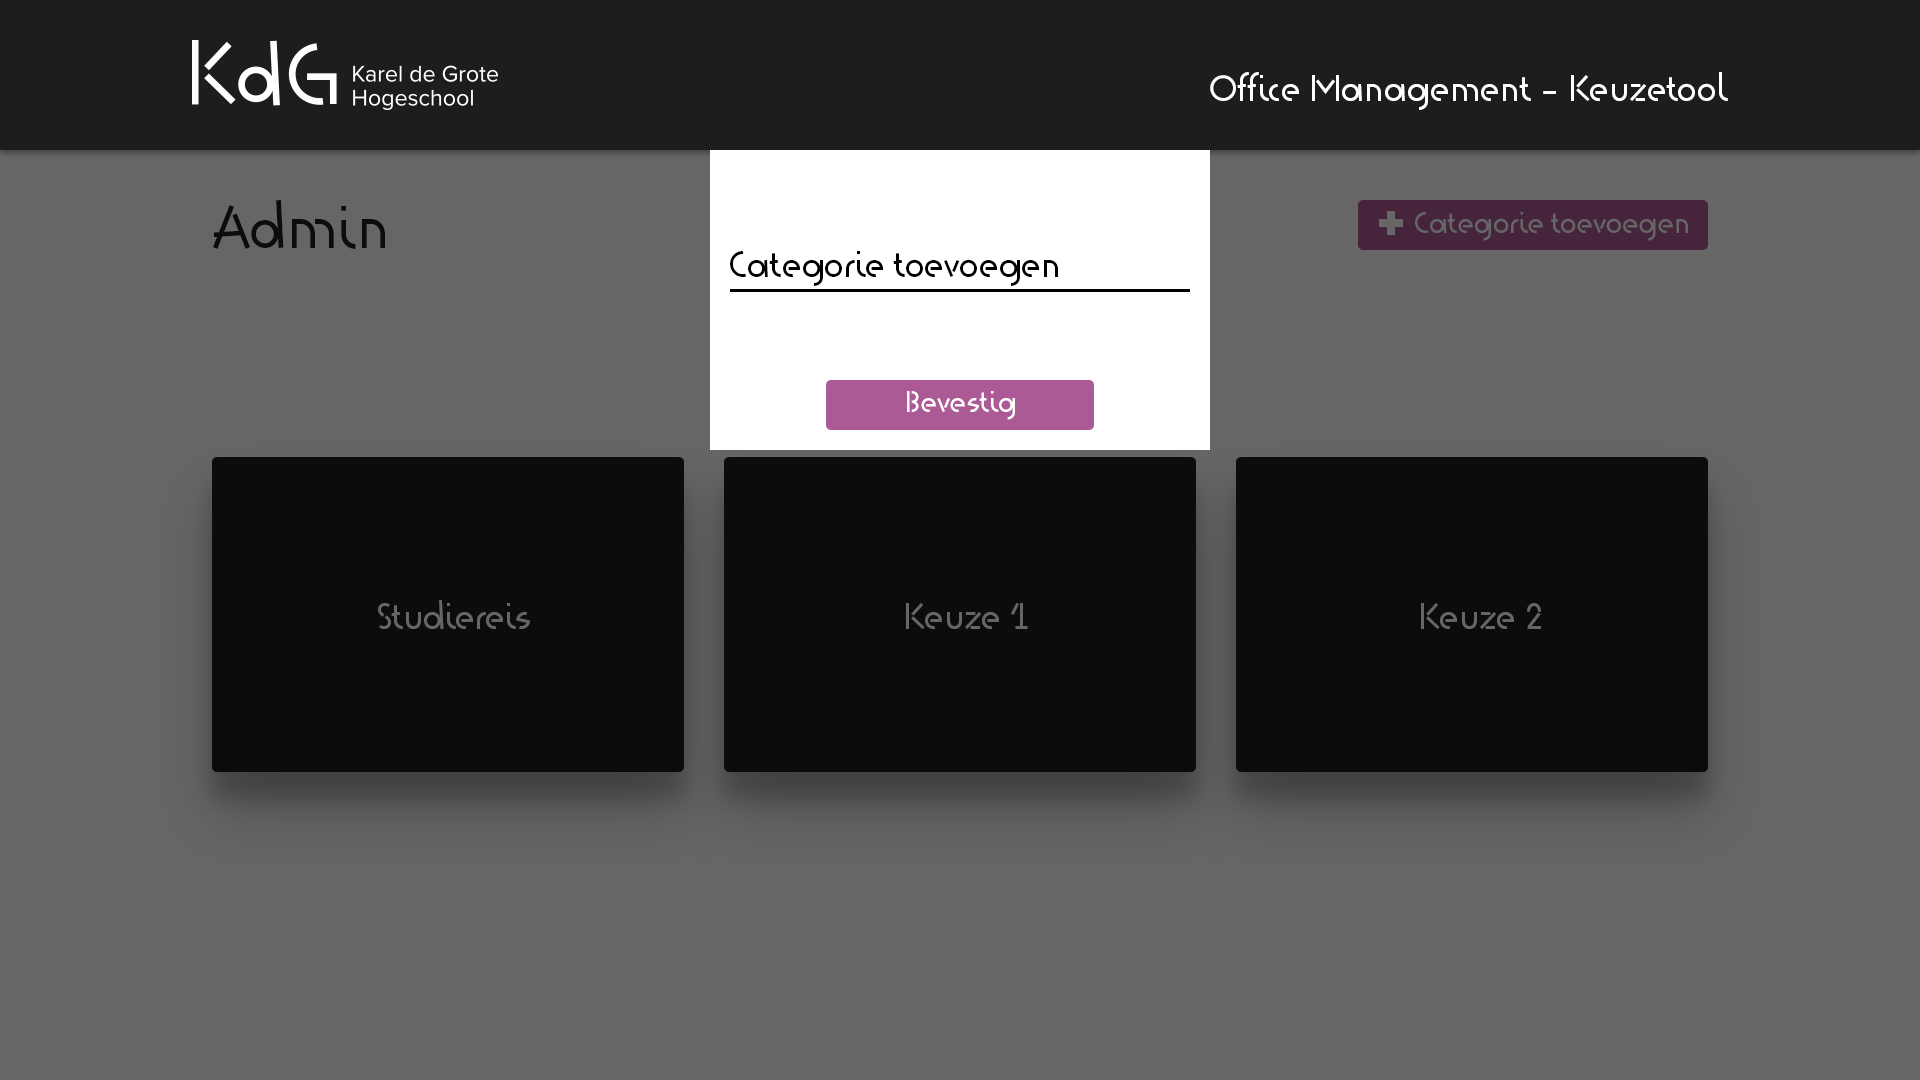 KdG Karel de Grote
Hogeschool
Office Management - Keuzetool
Admin
Categorie toevoegen
Categorie toevoegen
Bevestig
Studiereis
Keuze 1
Keuze 2